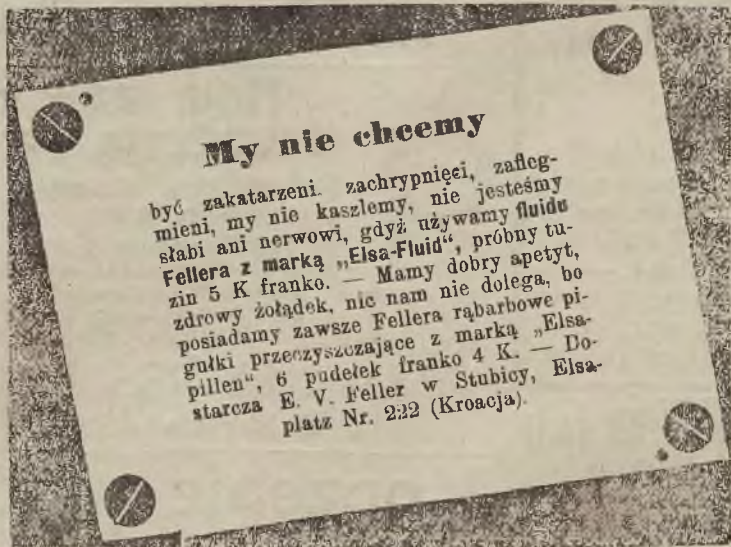 My nie chcemy
być zakatarzeni. zachrypnięci, zafleg-
mieni, my nie kaszlemy, nie jesteśmy
słabi ani nerwowi, gdyż używamy fluidu
Fellera z marką „Elsa-Fluid“, próbny tu-
zin 5 K franko. — Mamy dobry apetyt,
zdrowy żołądek, nic nam nie dolega, bo
posiadamy zawsze Fellera rąbarbowe pi-
gułki przeczyszczające z marką „Elsa-
pillen“, 6 pudełek franko 4 K. — Do-
starcza E. V. Feller w Stubicy, Elsa-
platz Nr. 222 (Kroacja).